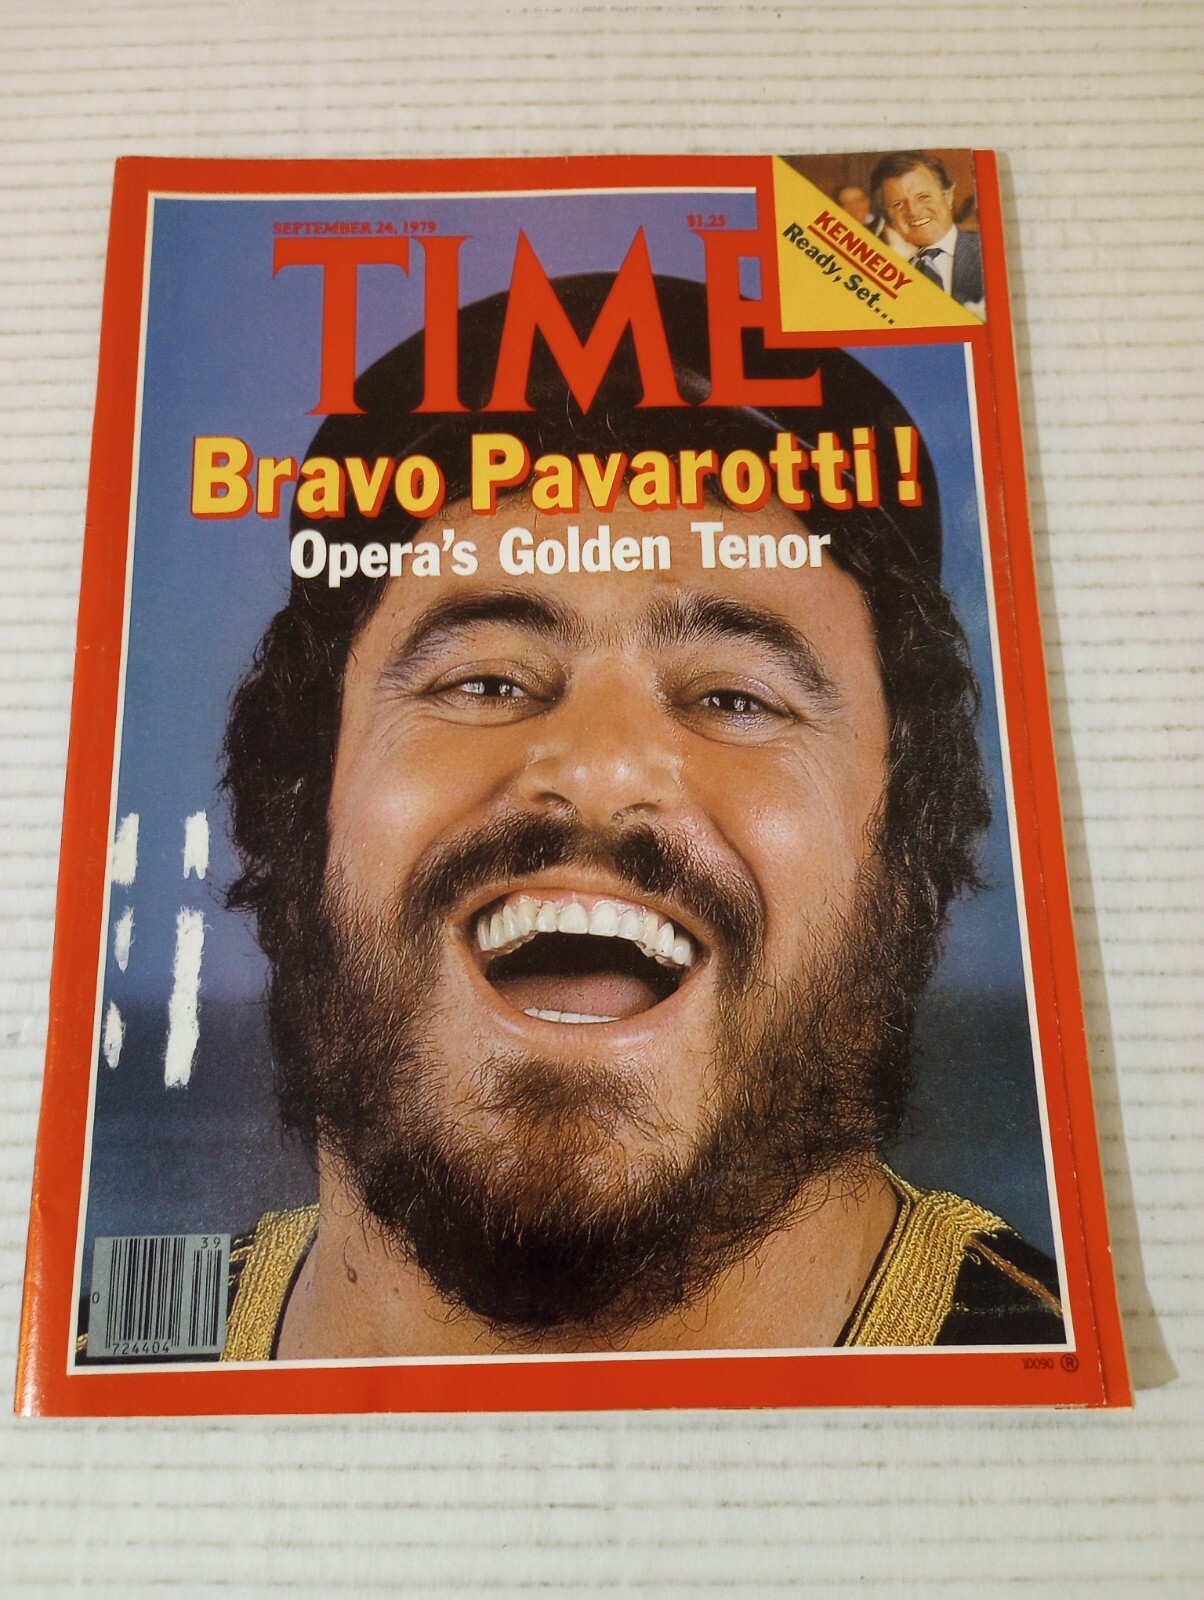 SEPTEMBER 24, 1979
$1.25
TIME
KENNEDY
Ready, Set...
Bravo Pavarotti!
Opera's Golden Tenor
39
0
724404
10090 ®